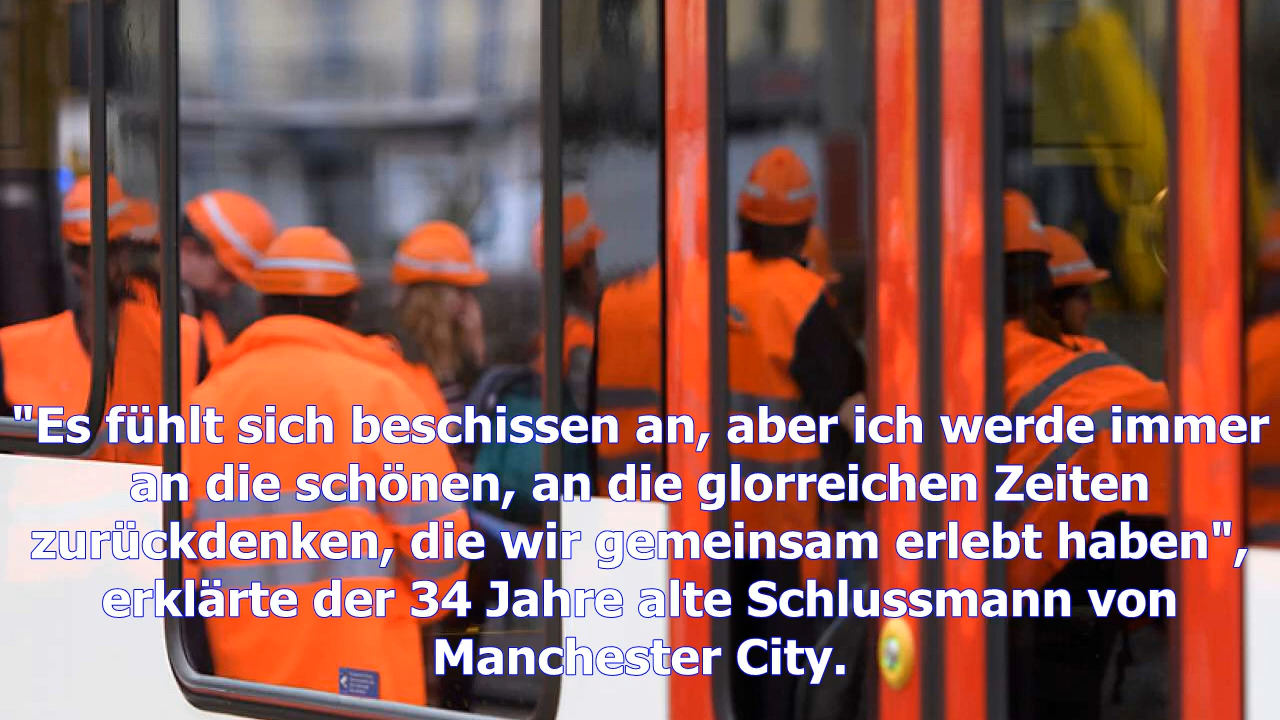 "Es fühlt sich beschissen an, aber ich werde immer
an die schönen, an die glorreichen Zeiten
zurückdenken, die wir gemeinsam erlebt haben",
erklärte der 34 Jahre alte Schlussmann von
Manchester City.